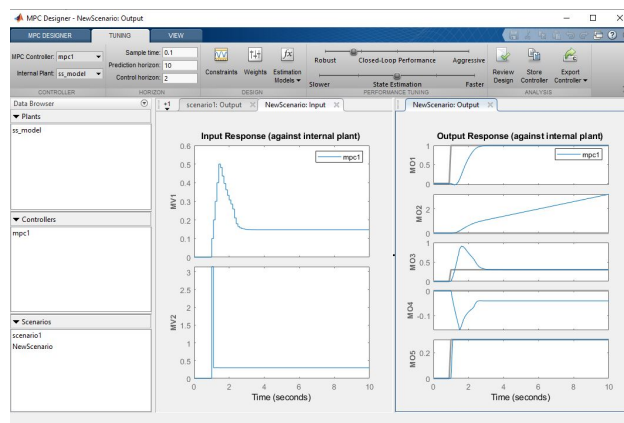 MPC Designer - NewScenario: Output
MPC DESIGNER
TUNING
VIEW
MPC Controller: mpc1
Internal Plant: ss_model
CONTROLLER
Sample time: 0.1
Prediction horizon: 10
Control horizon: 2
HORIZON
Constraints
Weights
Estimation Models
DESIGN
Robust Closed-Loop Performance Aggressive
Slower State Estimation Faster
PERFORMANCE TUNING
Review Design
Store Controller
Export Controller
ANALYSIS
Data Browser
Plants
ss_model
Controllers
mpc1
Scenarios
scenario1
NewScenario
+1
scenario1: Output
NewScenario: Input
Input Response (against internal plant)
mpc1
MV1
0.6
0.5
0.4
0.3
0.2
0.1
0
MV2
3
2.5
2
1.5
1
0.5
0
0 2 4 6 8 10
Time (seconds)
NewScenario: Output
Output Response (against internal plant)
mpc1
MO1
1
0.5
0
MO2
2
0
MO3
1
0.5
0
MO4
0
-0.1
MO5
0.2
0
0 2 4 6 8 10
Time (seconds)